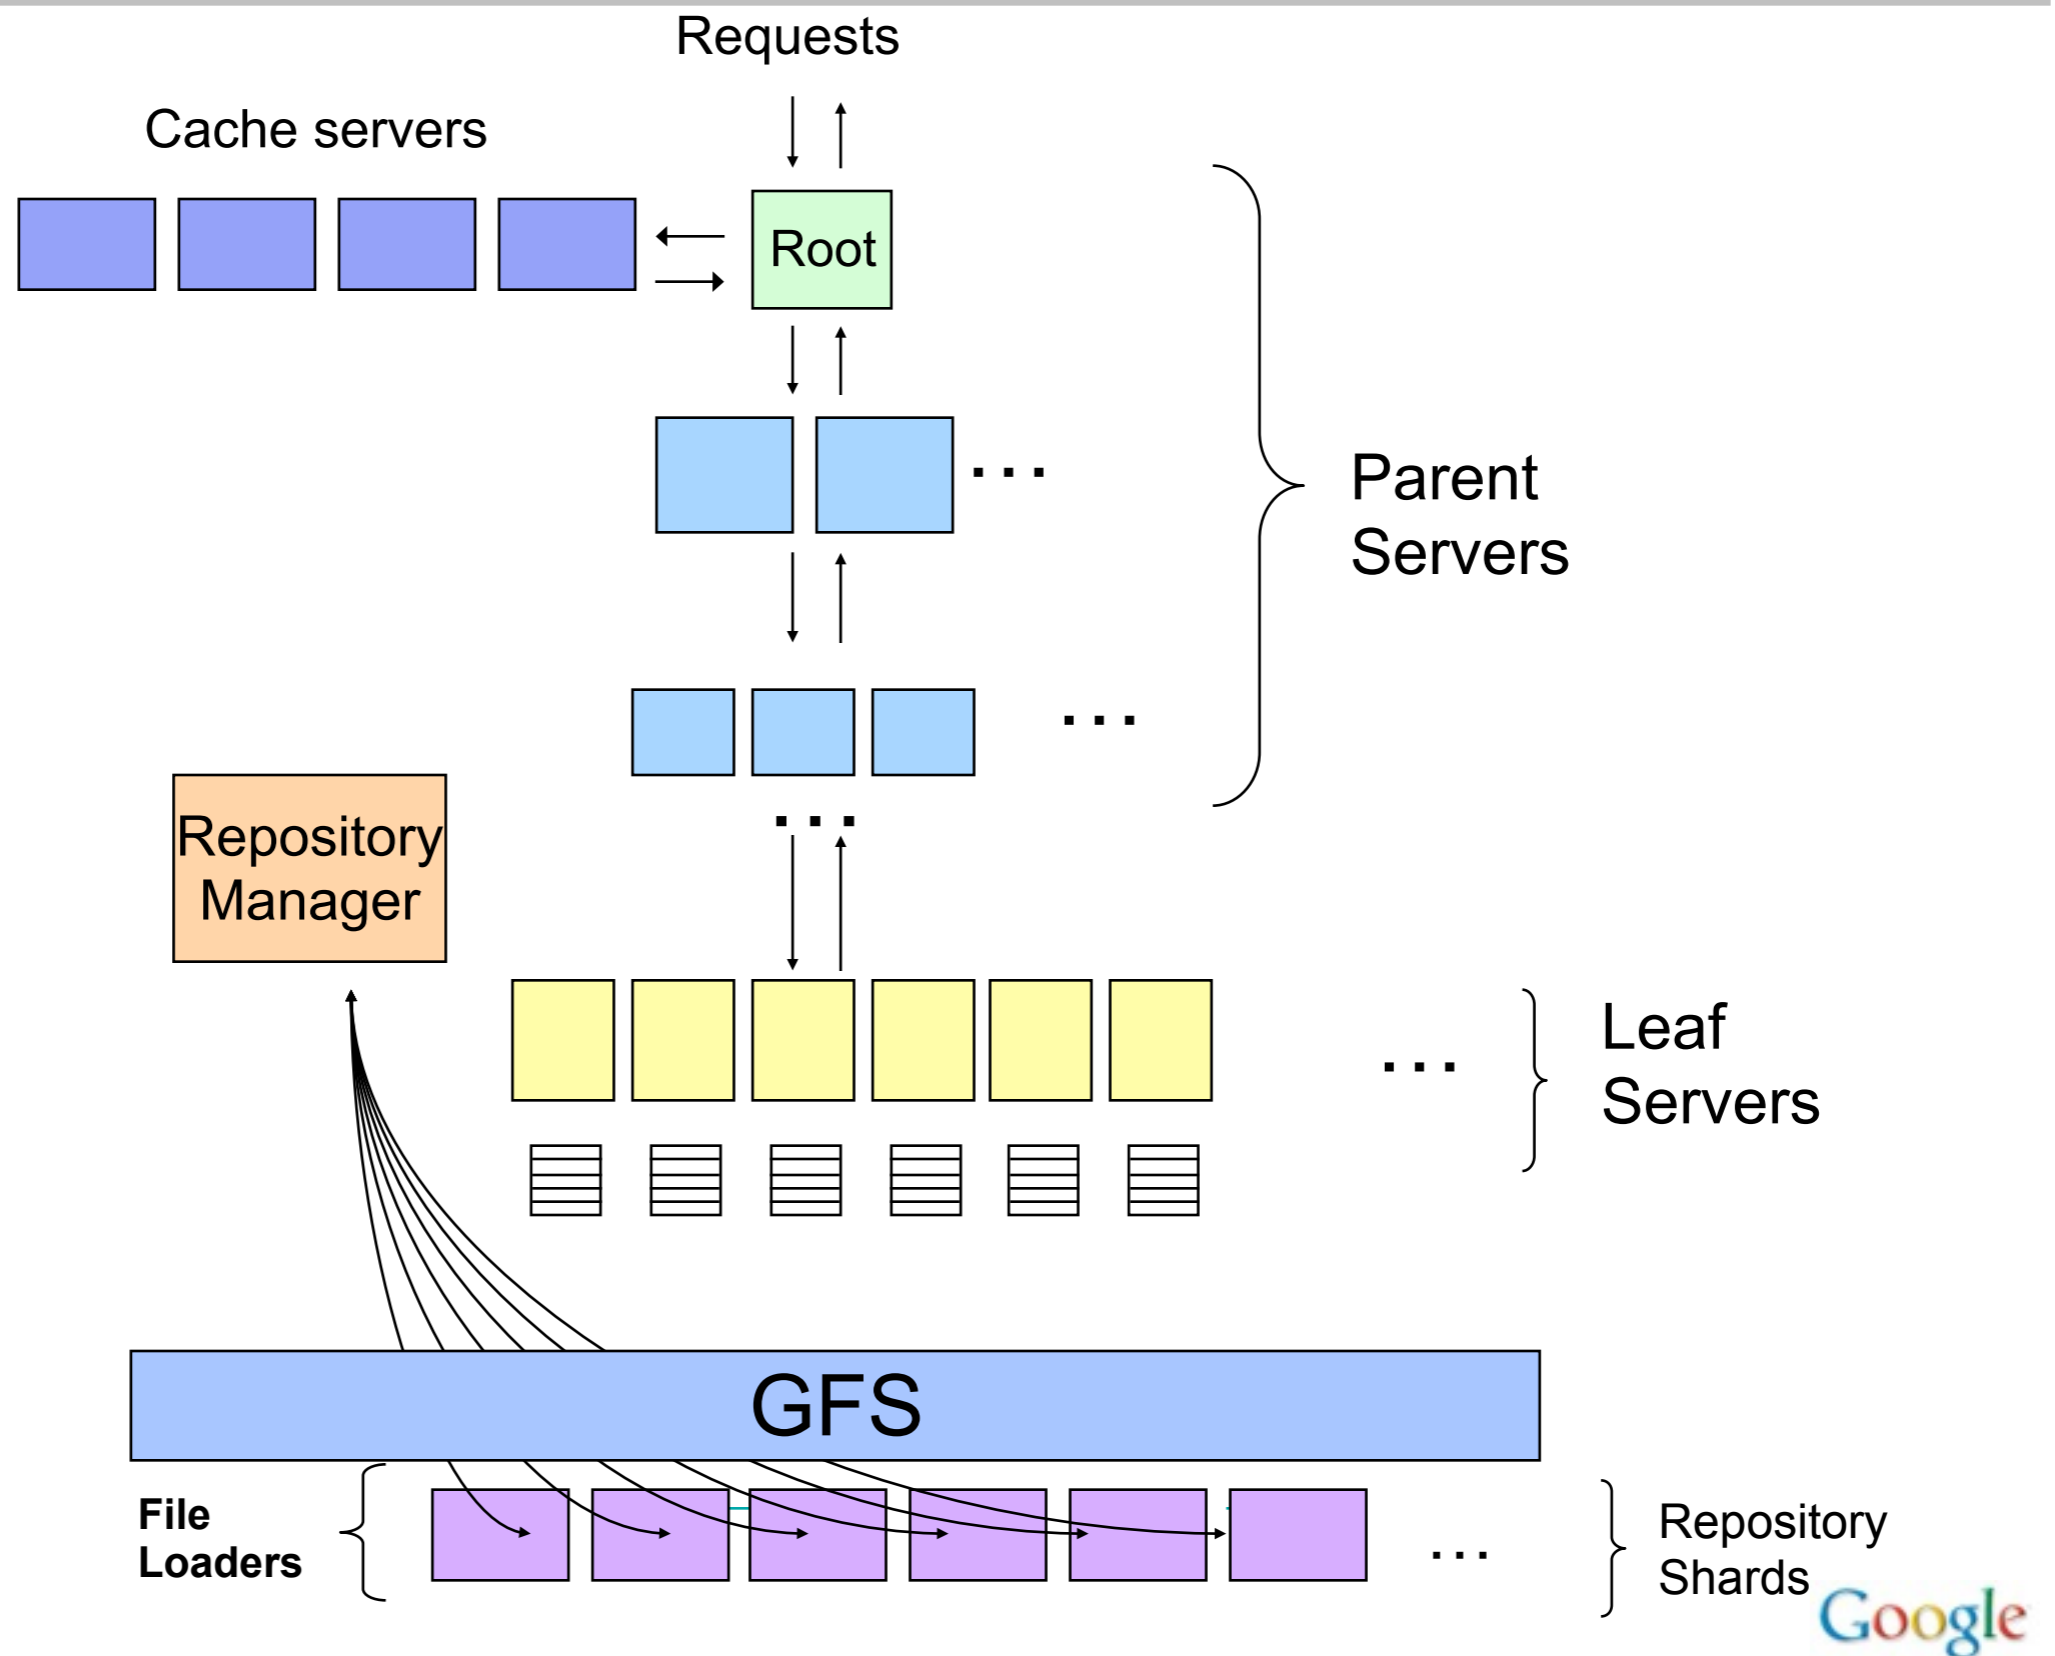 Requests
Cache servers
Root
...
Parent
Servers
...
...
Repository
Manager
Leaf
Servers
...
GFS
File
Loaders
...
Repository
Shards
Google